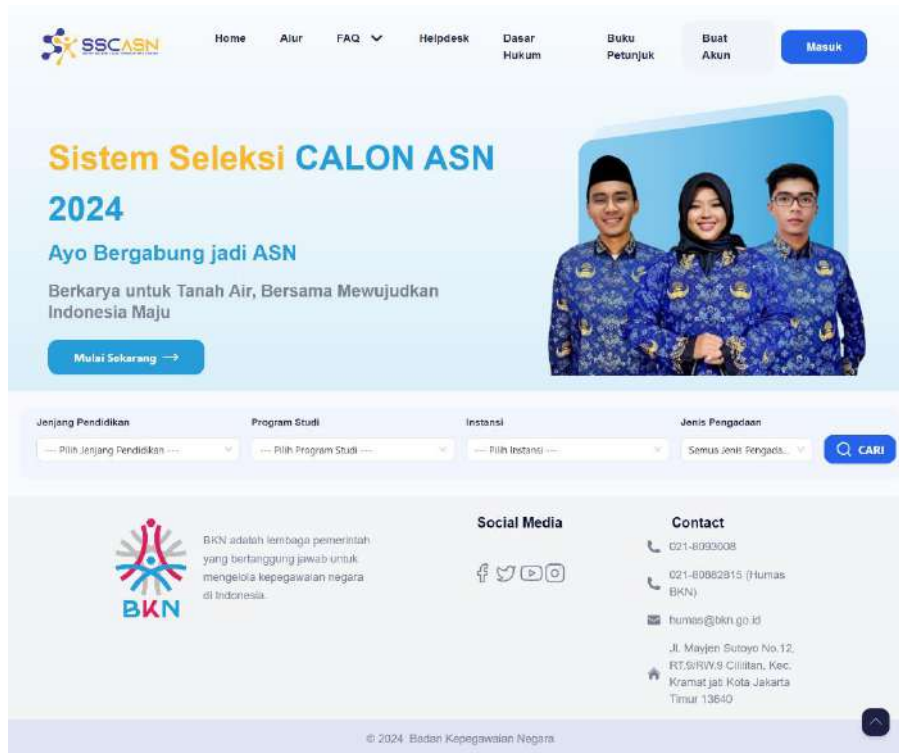 SSCASN
Home
Alur
FAQ
Helpdesk
Dasar
Hukum
Buku
Petunjuk
Buat
Akun
Masuk
Sistem Seleksi CALON ASN
2024
Ayo Bergabung jadi ASN
Berkarya untuk Tanah Air, Bersama Mewujudkan
Indonesia Maju
Mulai Sekarang →
Jenjang Pendidikan
--- Pilih Jenjang Pendidikan ---
Program Studi
--- Pilih Program Studi ---
Instansi
--- Pilih Instansi ---
Jenis Pengadaan
Semua Jenis Pengada...
CARI
BKN
BKN adalah lembaga pemerintah
yang bertanggung jawab untuk
mengelola kepegawaian negara
di Indonesia.
Social Media
Contact
021-8093008
021-80882815 (Humas
BKN)
humas@bkn.go.id
Jl. Mayjen Sutoyo No.12,
RT.9/RW.9 Cililitan, Kec.
Kramat jati Kota Jakarta
Timur 13640
© 2024 Badan Kepegawaian Negara